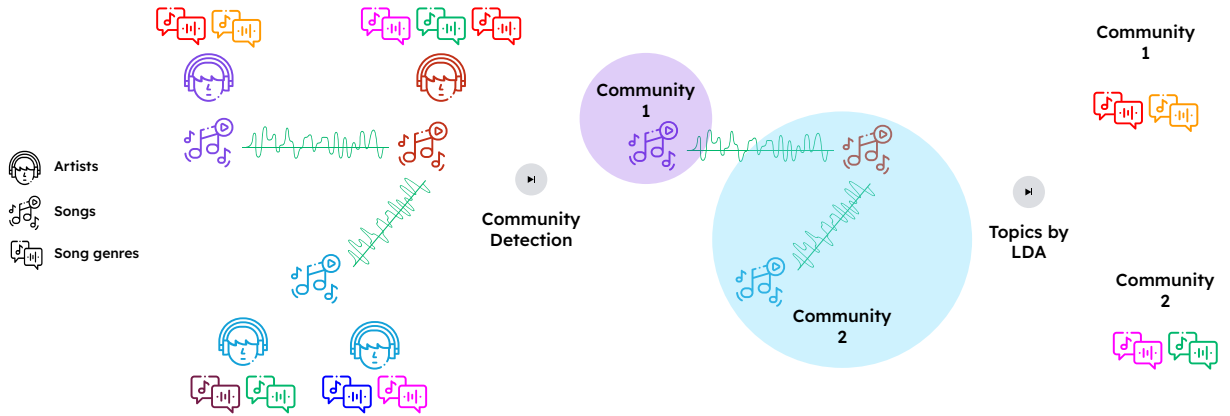 Artists
Songs
Song genres
Community
Detection
Community
1
Community
2
Topics by
LDA
Community
1
Community
2